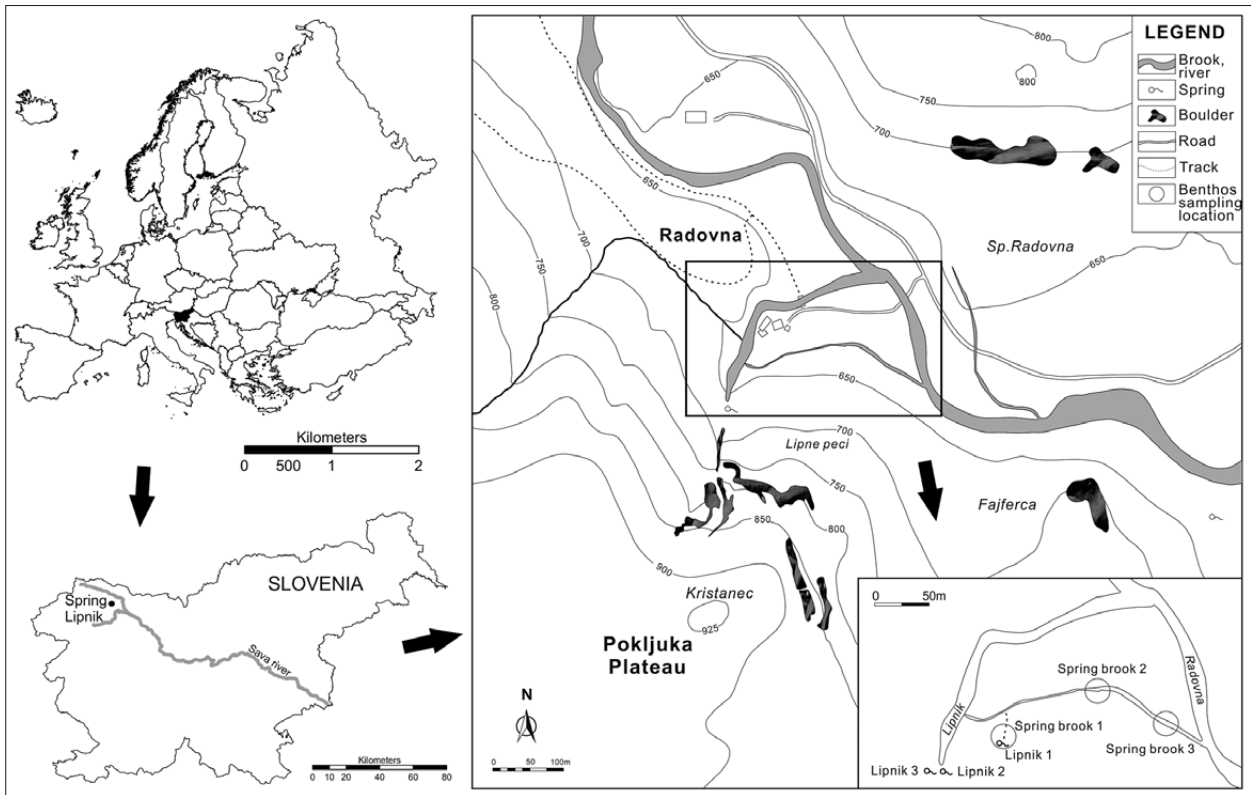 Kilometers
0 500 1 2
SLOVENIA
Spring
Lipnik
Sava river
Kilometers
0 10 20 40 60 80
LEGEND
Brook,
river
Spring
Boulder
Road
Track
Benthos
sampling
location
800
800
750
700
650
650
700
750
800
Radovna
Sp.Radovna
650
650
Lipne peci
700
750
800
850
900
Fajferca
Kristanec
925
Pokljuka
Plateau
N
0 50 100m
0 50m
Lipnik
Radovna
Spring brook 2
Spring brook 1
Lipnik 1
Spring brook 3
Lipnik 3
Lipnik 2